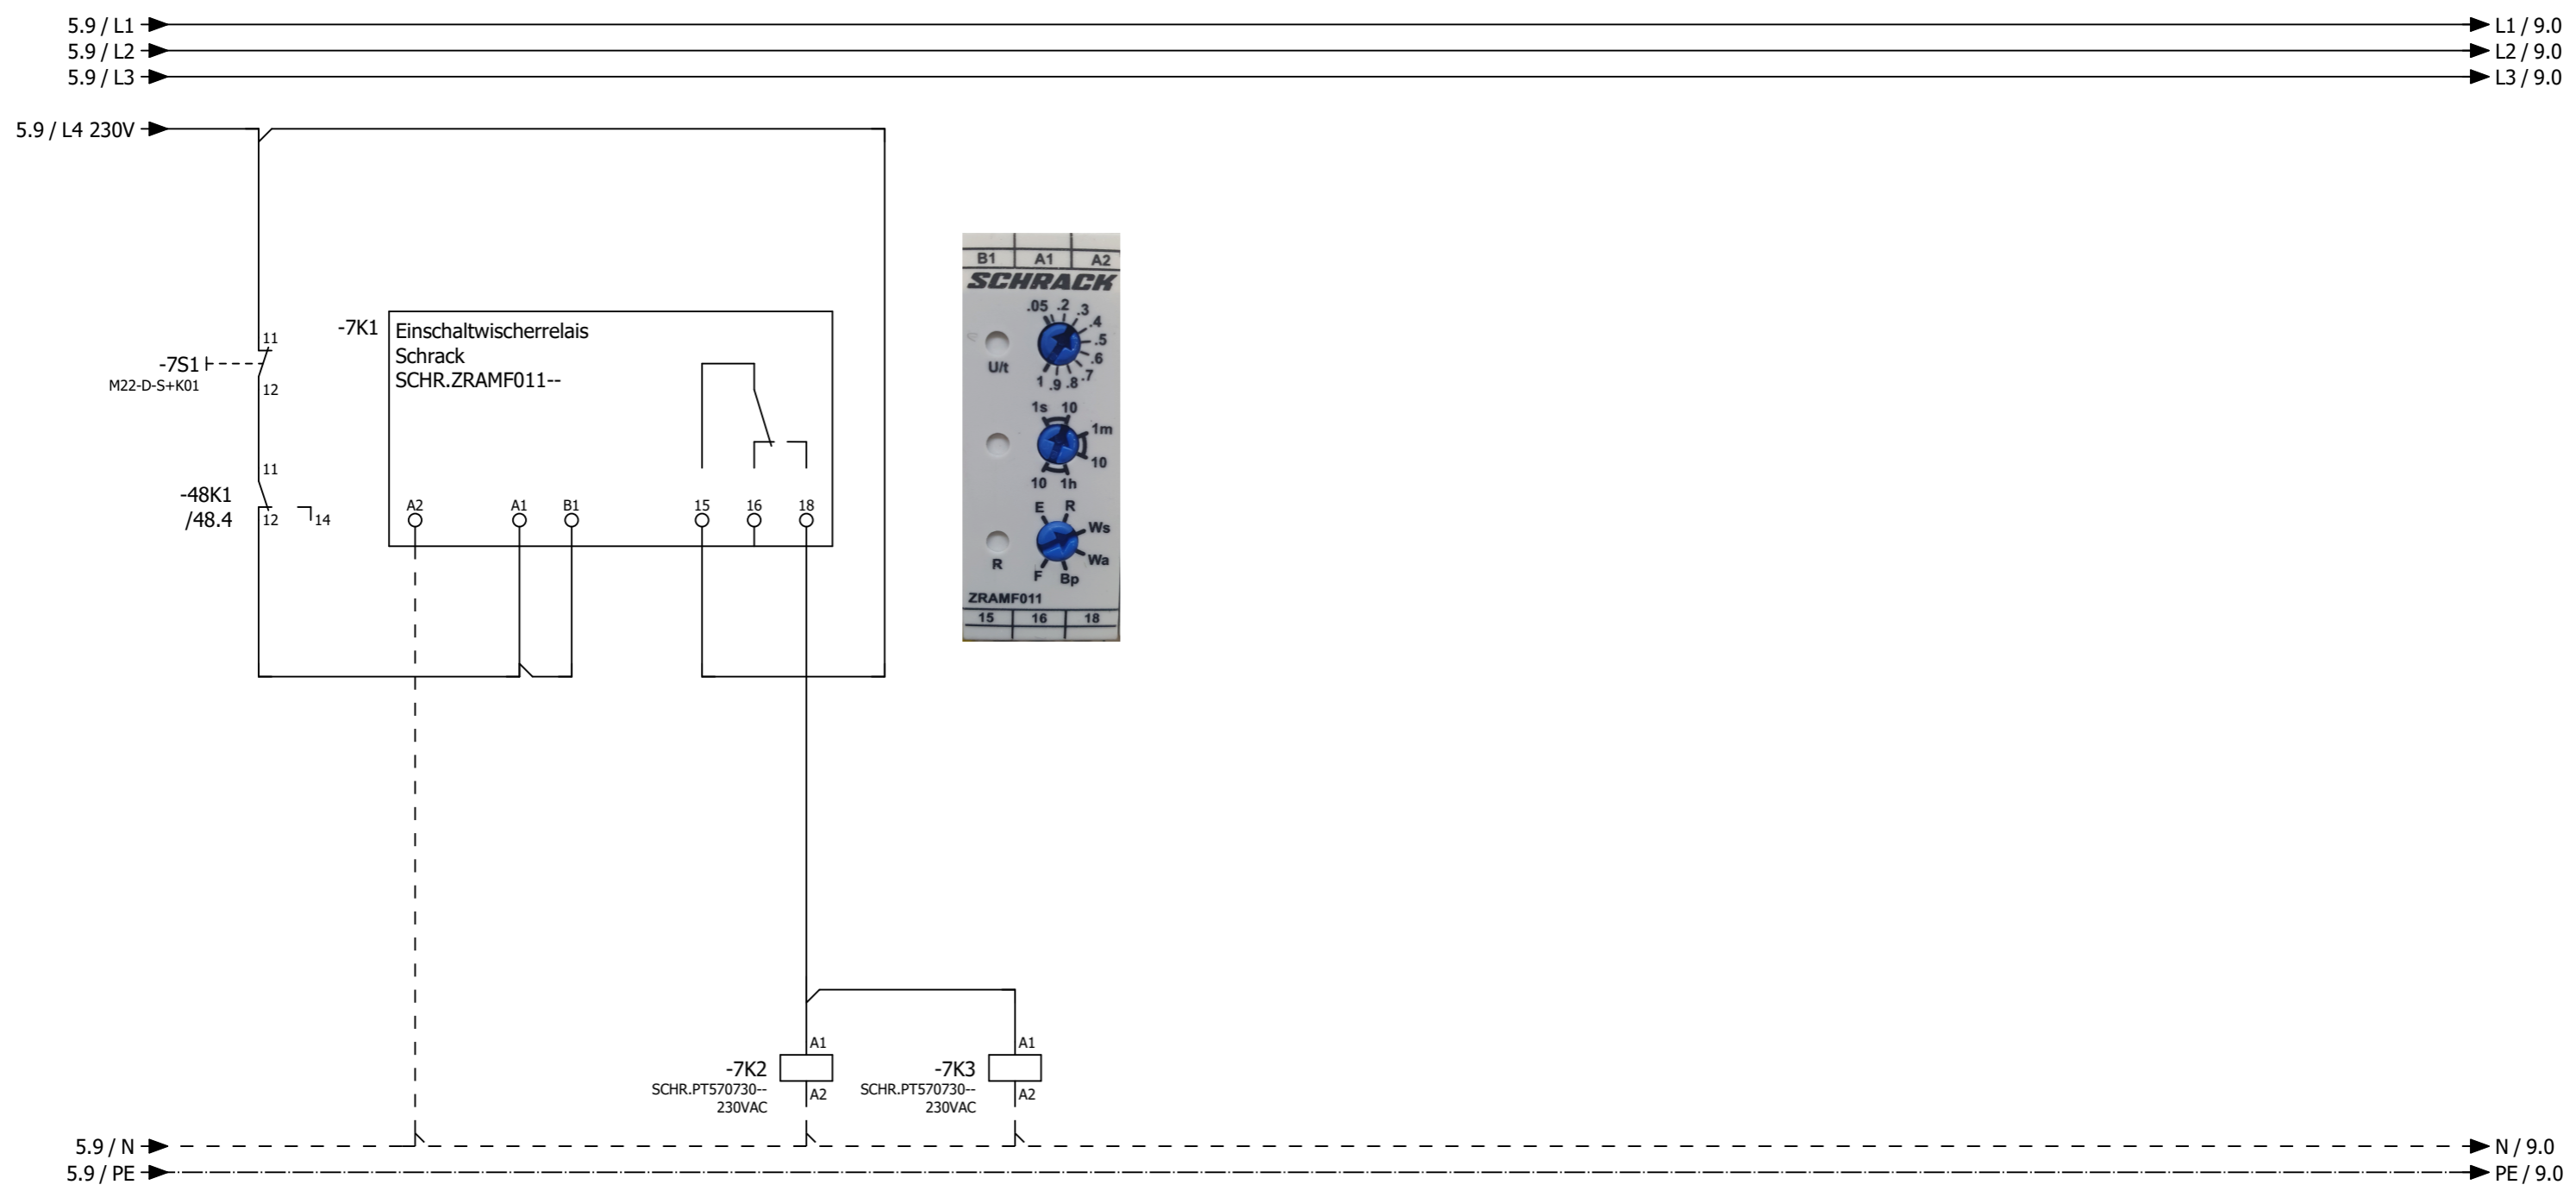 5.9 / L1
L1 / 9.0
5.9 / L2
L2 / 9.0
5.9 / L3
L3 / 9.0
5.9 / L4 230V
-7K1
Einschaltwischerrelais
Schrack
SCHR.ZRAMF011--
11
-7S1
M22-D-S+K01
12
11
-48K1
/48.4
12
14
A2
A1
B1
15
16
18
B1
A1
A2
SCHRACK
.05
.2
.3
.4
.5
.6
.7
.8
.9
1
U/t
1s
10
1m
10
1h
10
E
R
Ws
Wa
Bp
F
R
ZRAMF011
15
16
18
A1
-7K2
SCHR.PT570730--
230VAC
A2
A1
-7K3
SCHR.PT570730--
230VAC
A2
5.9 / N
N / 9.0
5.9 / PE
PE / 9.0